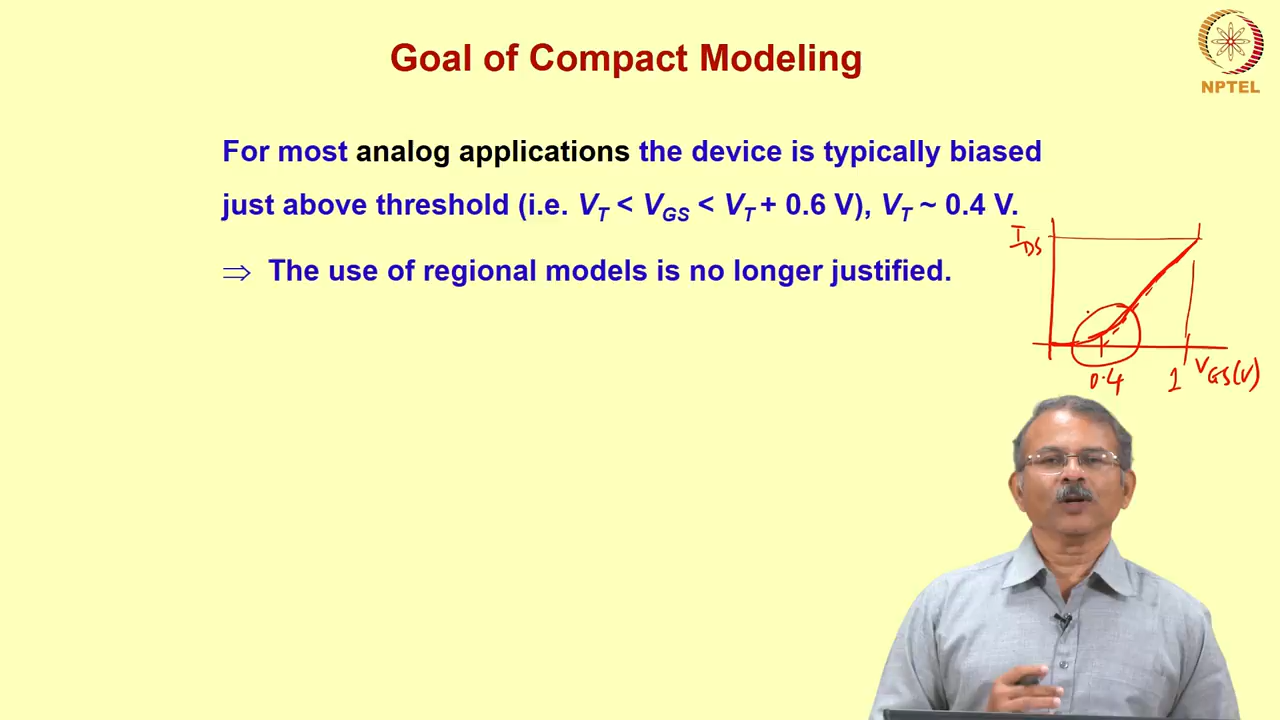 Goal of Compact Modeling
NPTEL
For most analog applications the device is typically biased
just above threshold (i.e. VT < VGS < VT + 0.6 V), VT ~ 0.4 V.
⇒ The use of regional models is no longer justified.
IDS
0.4
1
VGS(V)